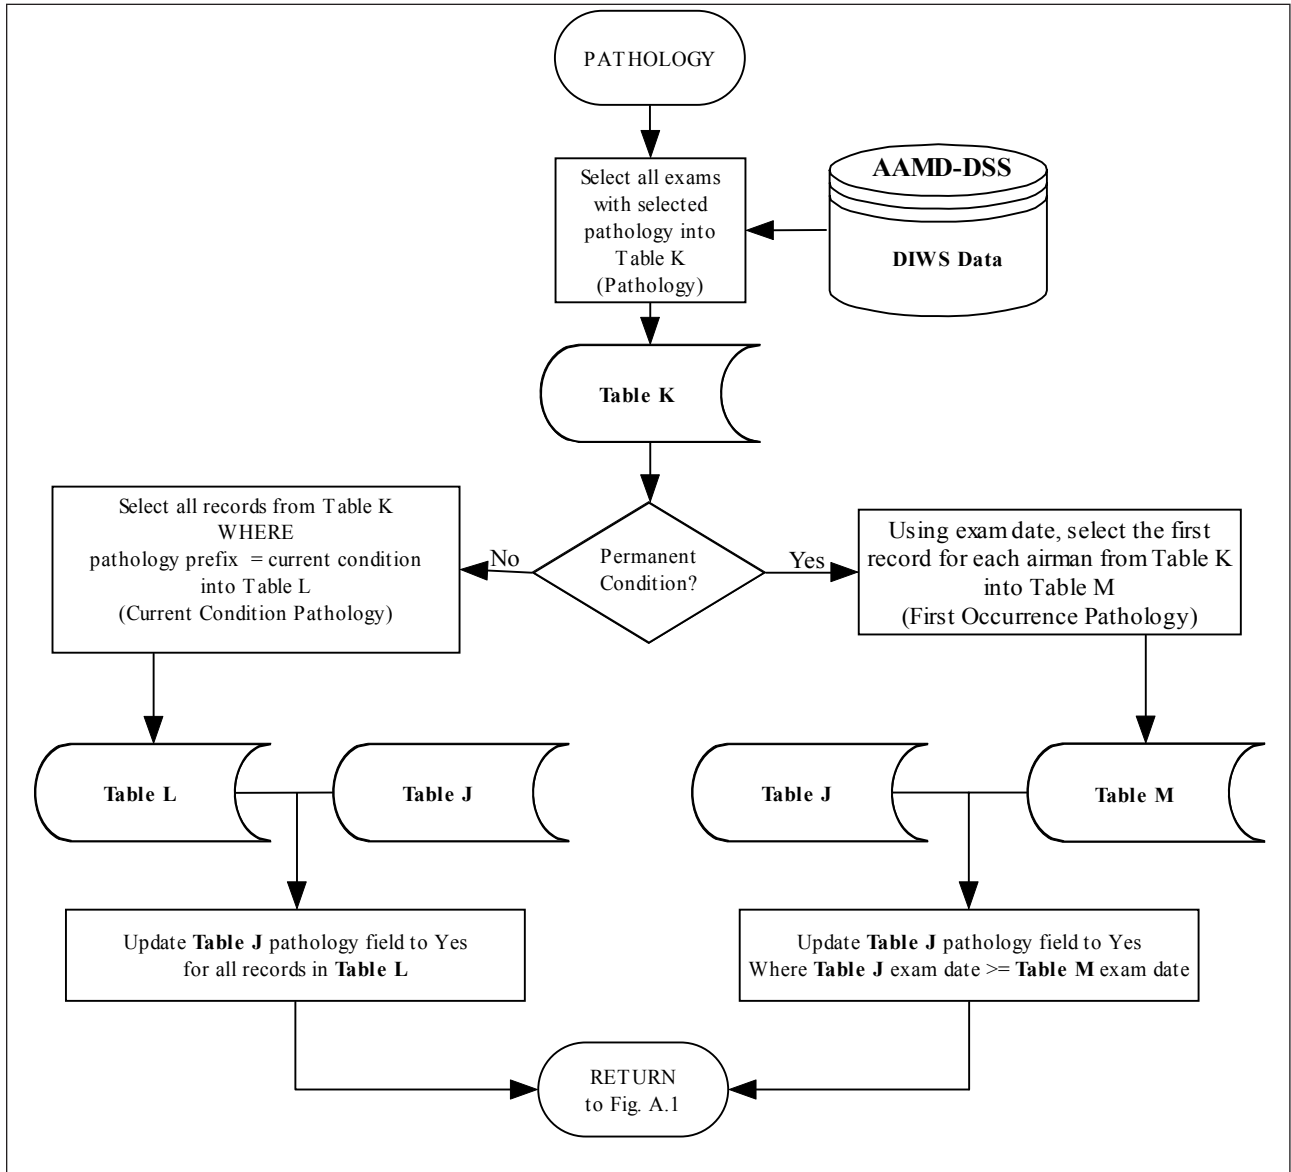 PATHOLOGY
Select all exams
with selected
pathology into
Table K
(Pathology)
AAMD-DSS
DIWS Data
Table K
Select all records from Table K
WHERE
pathology prefix = current condition
into Table L
(Current Condition Pathology)
No
Permanent
Condition?
Yes
Using exam date, select the first
record for each airman from Table K
into Table M
(First Occurrence Pathology)
Table L
Table J
Table J
Table M
Update Table J pathology field to Yes
for all records in Table L
Update Table J pathology field to Yes
Where Table J exam date >= Table M exam date
RETURN
to Fig. A.1